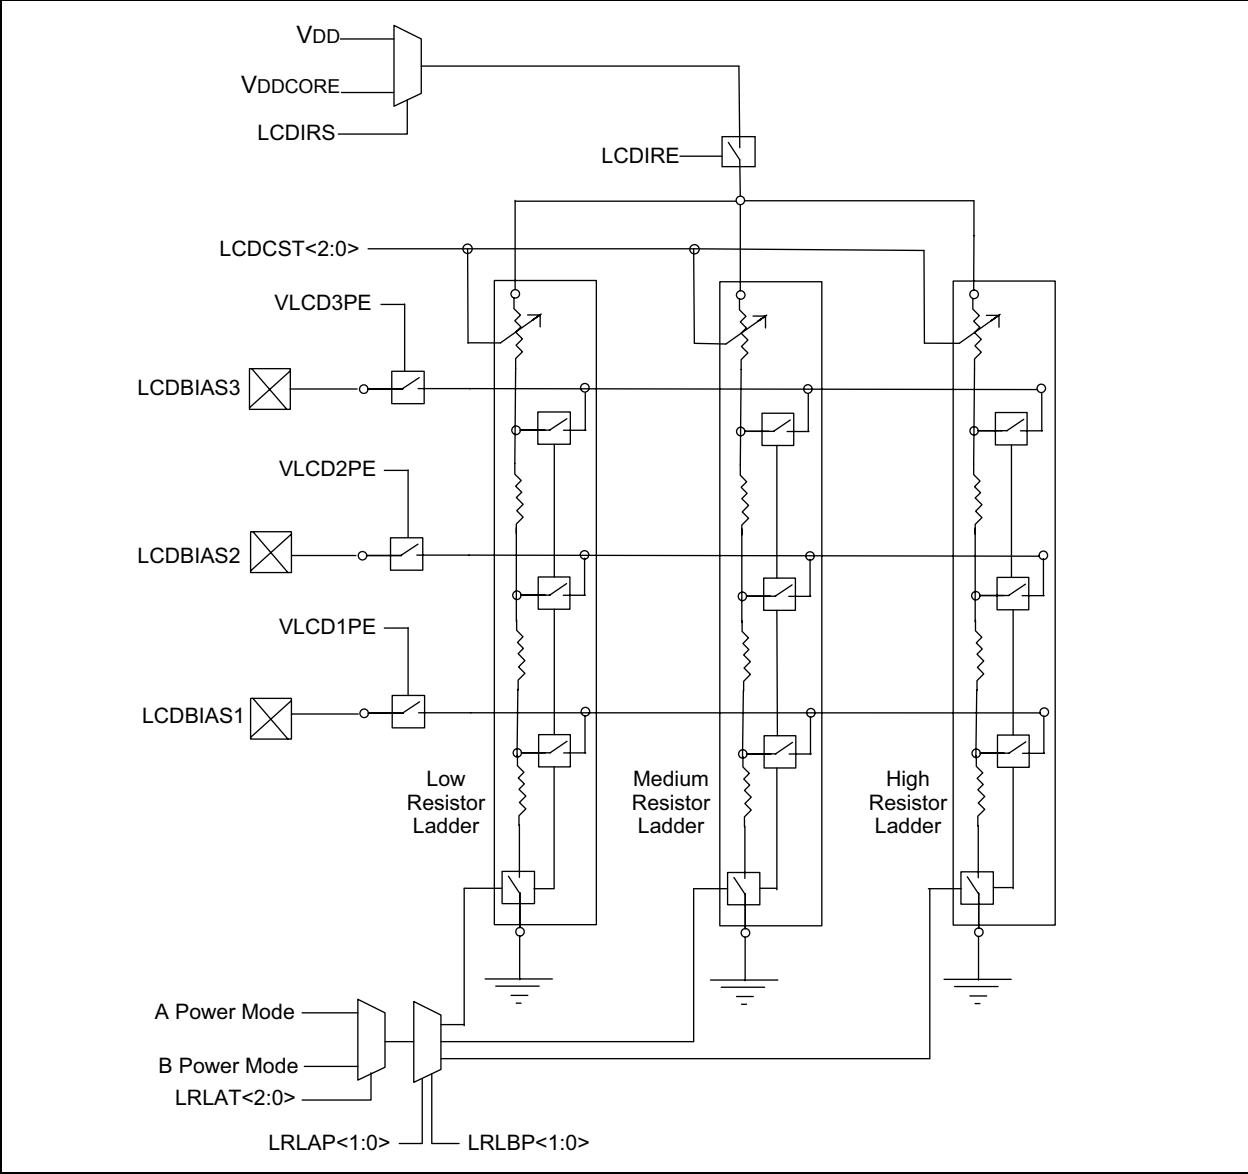 VDD
VDDCORE
LCDIRS
LCDIRE
LCDCST<2:0>
VLCD3PE
LCDBIAS3
VLCD2PE
LCDBIAS2
VLCD1PE
LCDBIAS1
Low
Resistor
Ladder
Medium
Resistor
Ladder
High
Resistor
Ladder
A Power Mode
B Power Mode
LRLAT<2:0>
LRLAP<1:0>
LRLBP<1:0>